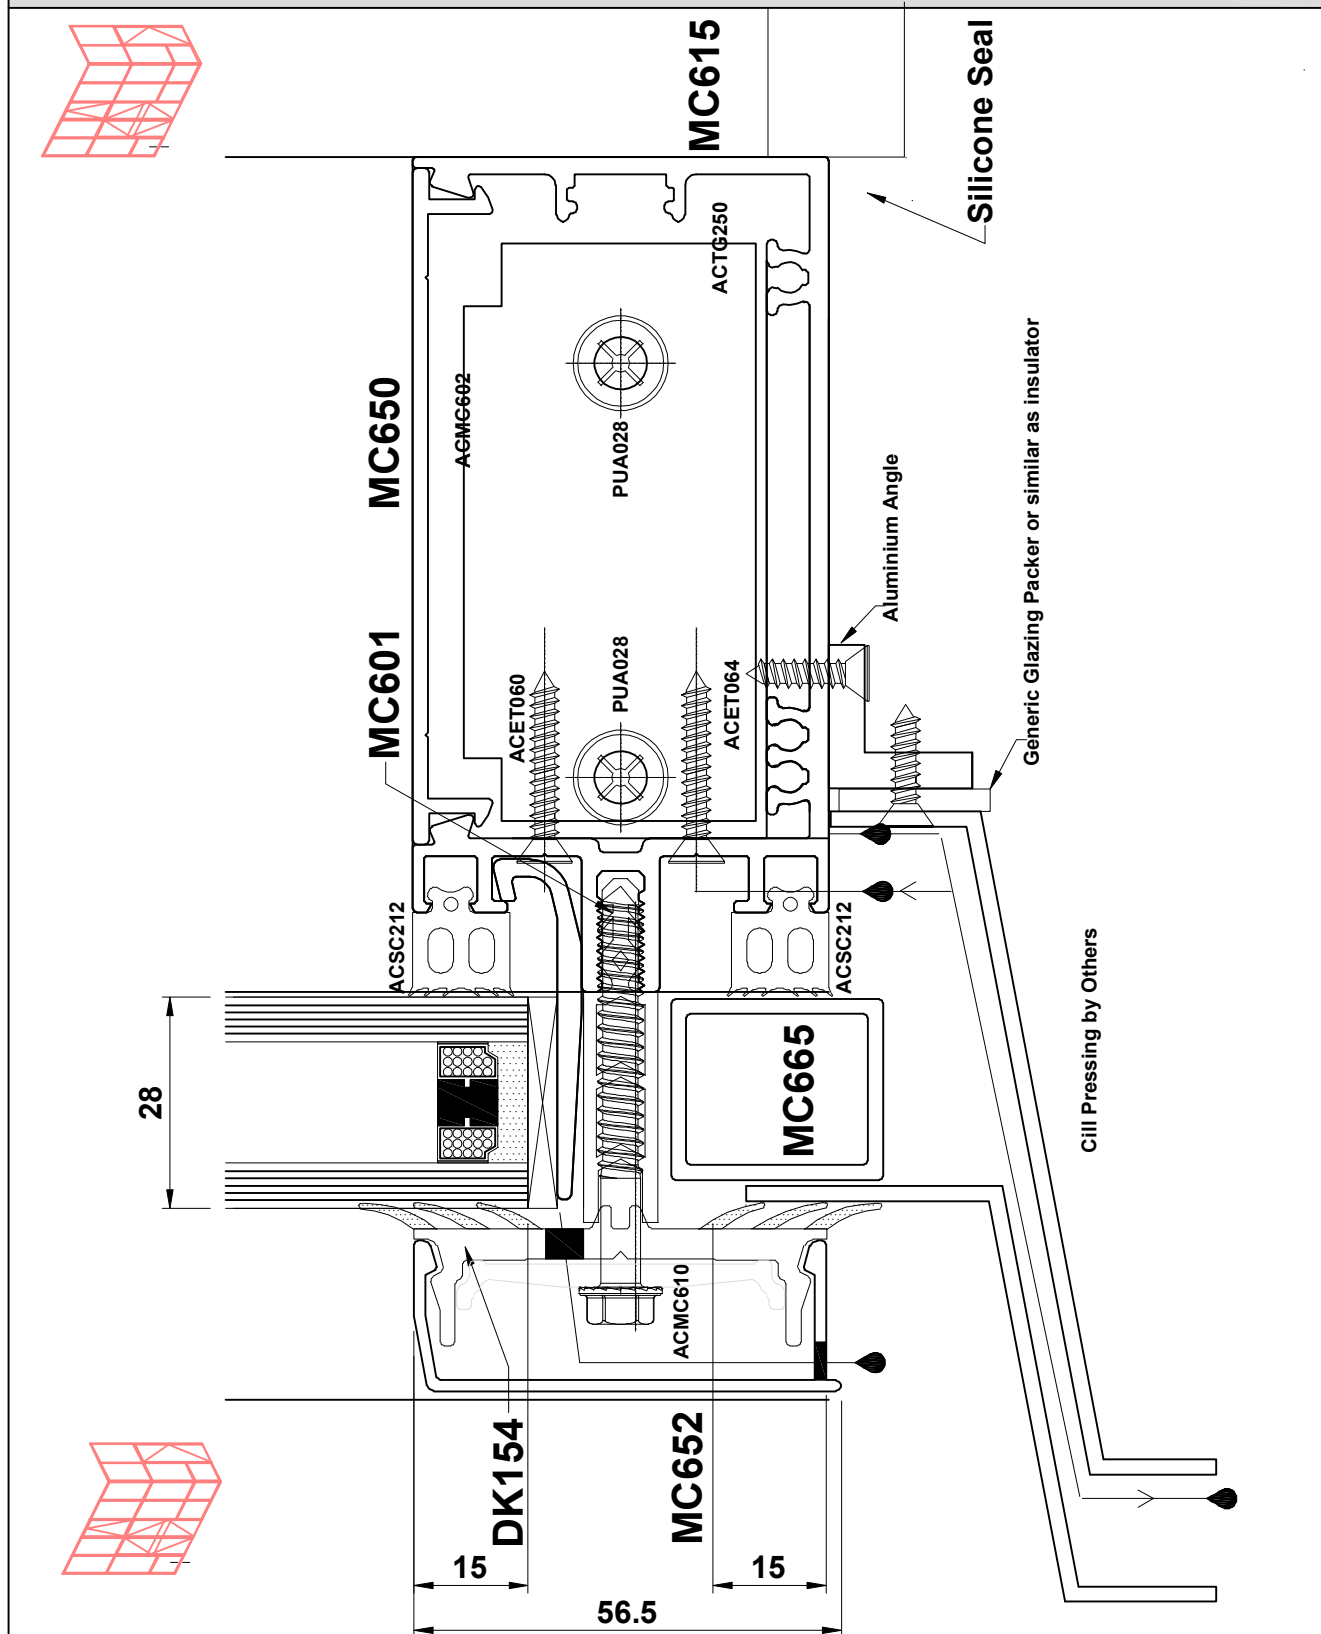 MC615
Silicone Seal
ACTG250
MC650
ACMC602
PUA028
Aluminium Angle
Generic Glazing Packer or similar as insulator
MC601
ACET060
PUA028
ACET064
ACSC212
ACSC212
Cill Pressing by Others
28
MC665
ACMC610
DK154
MC652
15
15
56.5